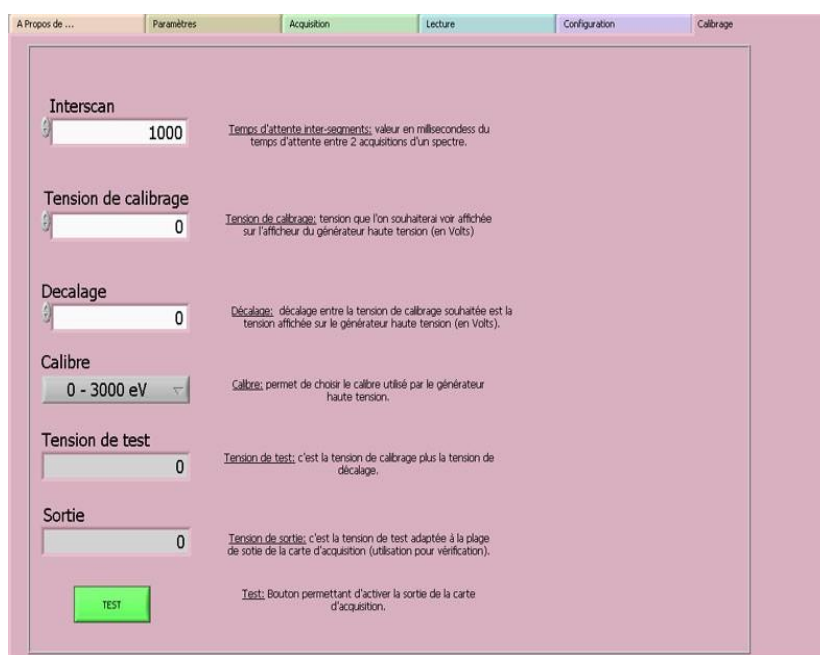 A Propos de ...
Paramètres
Acquisition
Lecture
Configuration
Calibrage
Interscan
1000
Temps d'attente inter-segments: valeur en millisecondess du
temps d'attente entre 2 acquisitions d'un spectre.
Tension de calibrage
0
Tension de calibrage: tension que l'on souhaiterai voir affichée
sur l'afficheur du générateur haute tension (en Volts)
Decalage
0
Décalage: décalage entre la tension de calibrage souhaitée est la
tension affichée sur le générateur haute tension (en Volts).
Calibre
0 - 3000 eV
Calibre: permet de choisir le calibre utilisé par le générateur
haute tension.
Tension de test
0
Tension de test: c'est la tension de calibrage plus la tension de
décalage.
Sortie
0
Tension de sortie: c'est la tension de test adaptée à la plage
de sotie de la carte d'acquisition (utilisation pour vérification).
TEST
Test: Bouton permettant d'activer la sortie de la carte
d'acquisition.